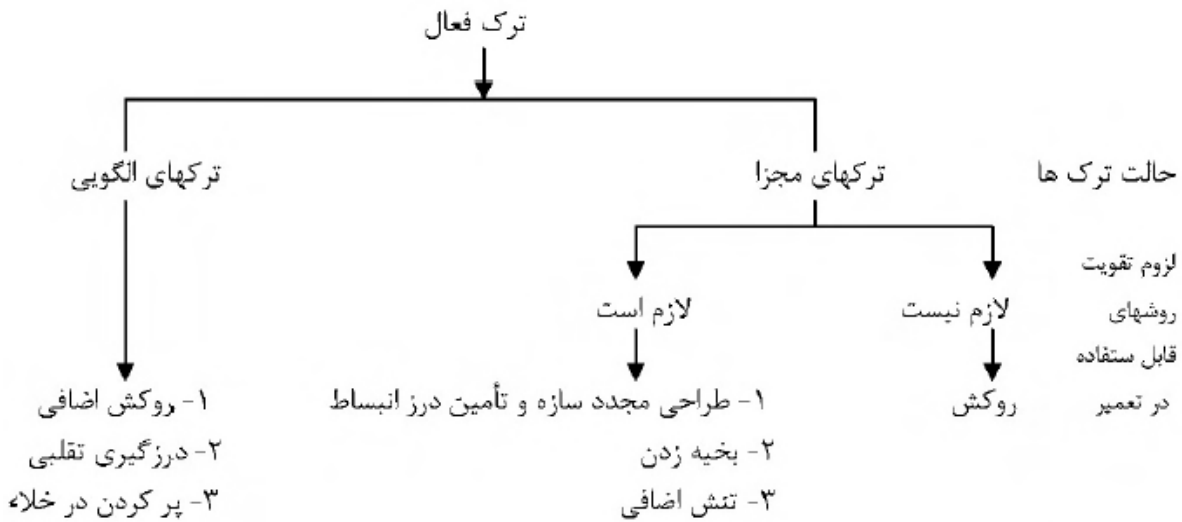 ترک فعال
حالت ترک ها
ترکهای مجزا
ترکهای الگویی
لزوم تقویت
روشهای
قابل ستفاده
در تعمیر
لازم نیست
لازم است
روکش
۱- طراحی مجدد سازه و تأمین درز انبساط
۲- بخیه زدن
۳- تنش اضافی
۱- روکش اضافی
۲- درزگیری تقلبی
۳- پر کردن در خلاء